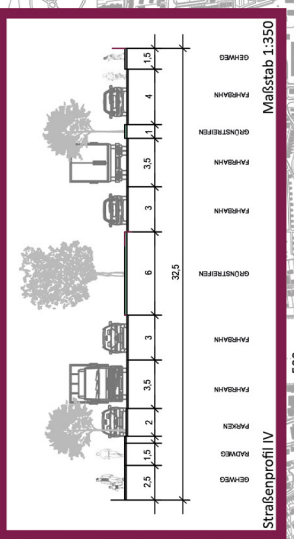 2,5 1,5 2 3,5 3 6 3 3,5 1 4 1,5
32,5
GEHWEG
RADWEG
PARKEN
FAHRBAHN
FAHRBAHN
GRÜNSTREIFEN
FAHRBAHN
FAHRBAHN
GRÜNSTREIFEN
FAHRBAHN
GEHWEG
Straßenprofil IV
Maßstab 1:350